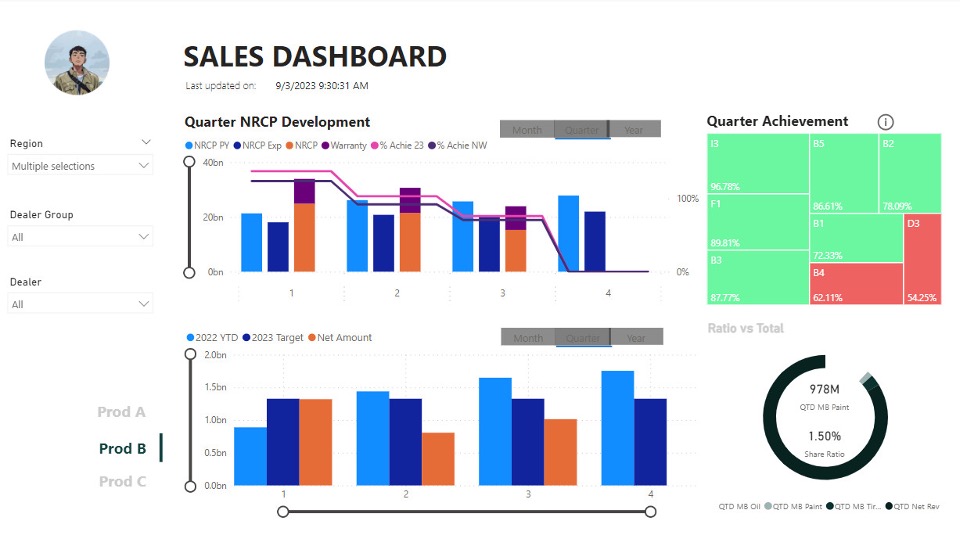 SALES DASHBOARD
Last updated on: 9/3/2023 9:30:31 AM
Region
Multiple selections
Dealer Group
All
Dealer
All
Prod A
Prod B
Prod C
Quarter NRCP Development
Month Quarter Year
NRCP PY NRCP Exp NRCP Warranty % Achie 23 % Achie NW
40bn
20bn
0bn
100%
0%
1 2 3 4
Month Quarter Year
2022 YTD 2023 Target Net Amount
2.0bn
1.5bn
1.0bn
0.5bn
0.0bn
1 2 3 4
Quarter Achievement
I3
96.78%
F1
89.81%
B3
87.77%
B5
86.61%
B2
78.09%
B1
72.33%
B4
62.11%
D3
54.25%
Ratio vs Total
978M
QTD MB Paint
1.50%
Share Ratio
QTD MB Oil QTD MB Paint QTD MB Tir... QTD Net Rev